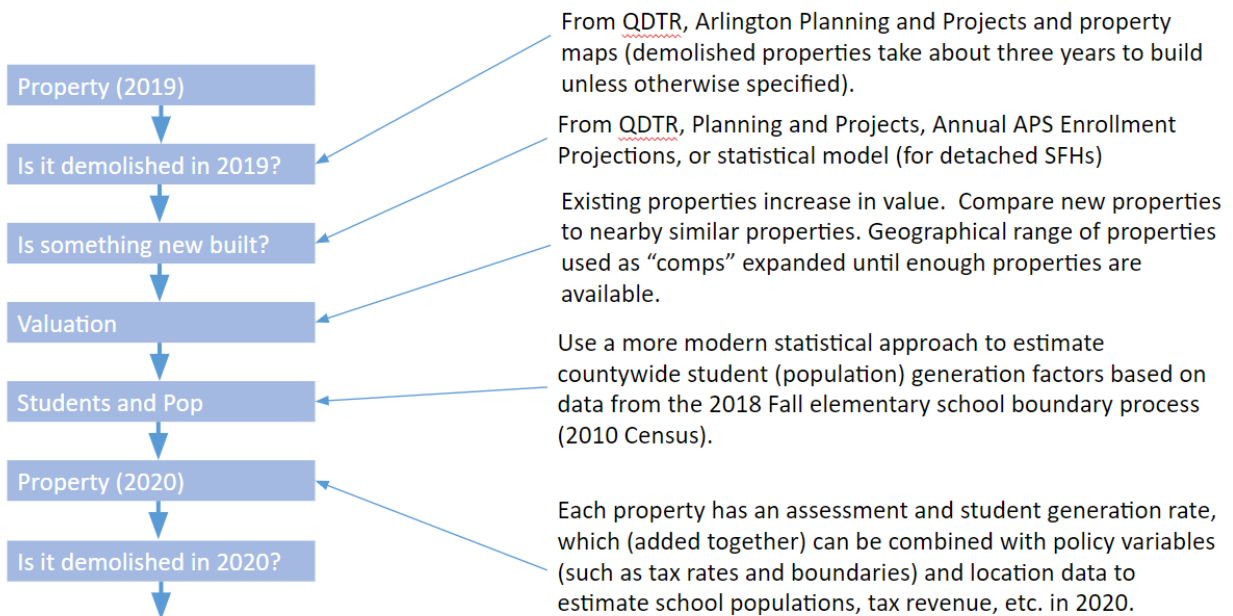 Property (2019)
Is it demolished in 2019?
Is something new built?
Valuation
Students and Pop
Property (2020)
Is it demolished in 2020?
From QDTR, Arlington Planning and Projects and property
maps (demolished properties take about three years to build
unless otherwise specified).
From QDTR, Planning and Projects, Annual APS Enrollment
Projections, or statistical model (for detached SFHs)
Existing properties increase in value.  Compare new properties
to nearby similar properties. Geographical range of properties
used as “comps” expanded until enough properties are
available.
Use a more modern statistical approach to estimate
countywide student (population) generation factors based on
data from the 2018 Fall elementary school boundary process
(2010 Census).
Each property has an assessment and student generation rate,
which (added together) can be combined with policy variables
(such as tax rates and boundaries) and location data to
estimate school populations, tax revenue, etc. in 2020.